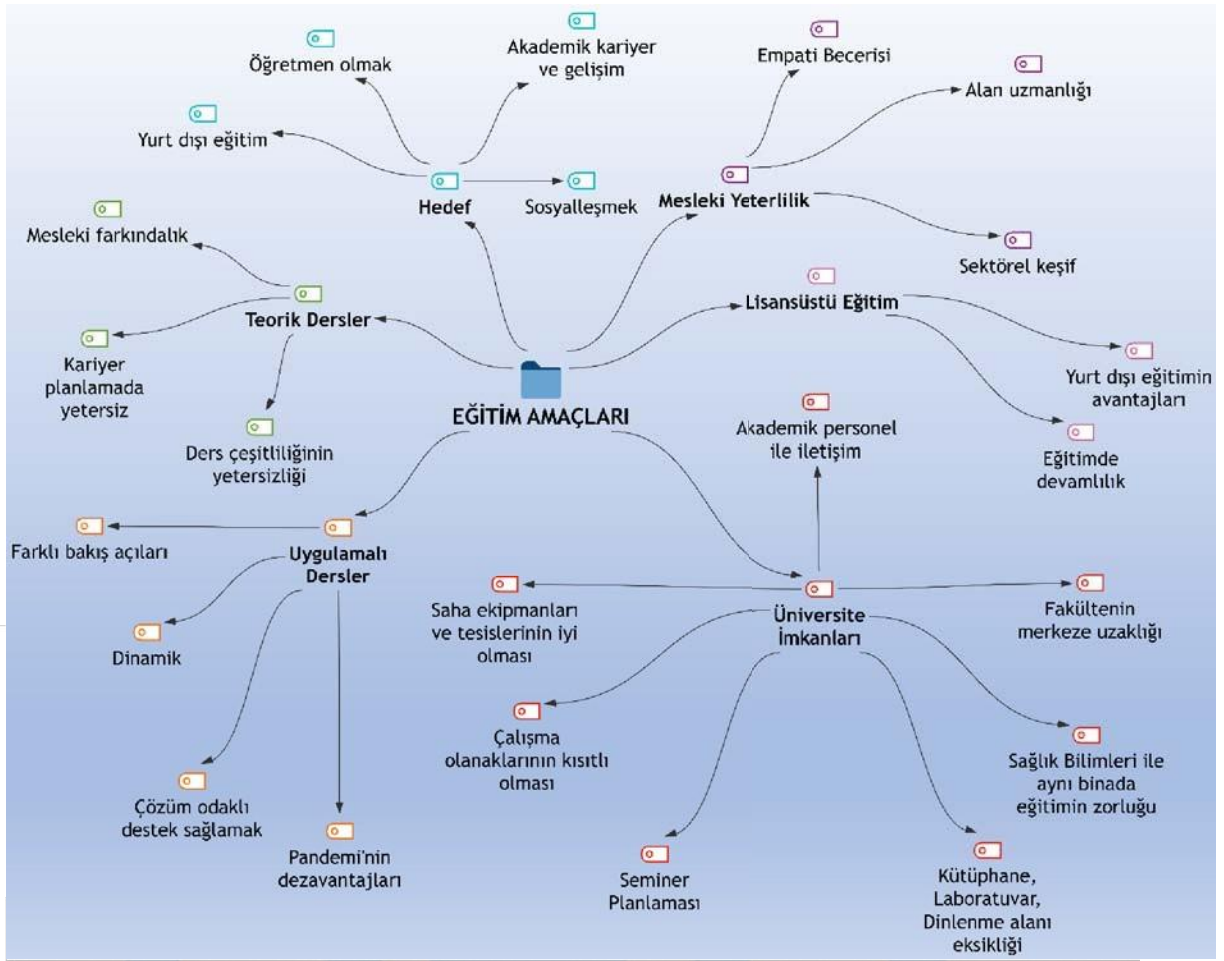 Öğretmen olmak
Akademik kariyer
ve gelişim
Empati Becerisi
Alan uzmanlığı
Yurt dışı eğitim
Hedef
Sosyalleşmek
Mesleki Yeterlilik
Sektörel keşif
Mesleki farkındalık
Teorik Dersler
Lisansüstü Eğitim
Kariyer
planlamada
yetersiz
Yurt dışı eğitimin
avantajları
EĞİTİM AMAÇLARI
Ders çeşitliliğinin
yetersizliği
Akademik personel
ile iletişim
Eğitimde
devamlılık
Farklı bakış açıları
Uygulamalı
Dersler
Saha ekipmanları
ve tesislerinin iyi
olması
Üniversite
İmkanları
Fakültenin
merkeze uzaklığı
Dinamik
Çalışma
olanaklarının kısıtlı
olması
Sağlık Bilimleri ile
aynı binada
eğitimin zorluğu
Çözüm odaklı
destek sağlamak
Pandemi'nin
dezavantajları
Seminer
Planlaması
Kütüphane,
Laboratuvar,
Dinlenme alanı
eksikliği